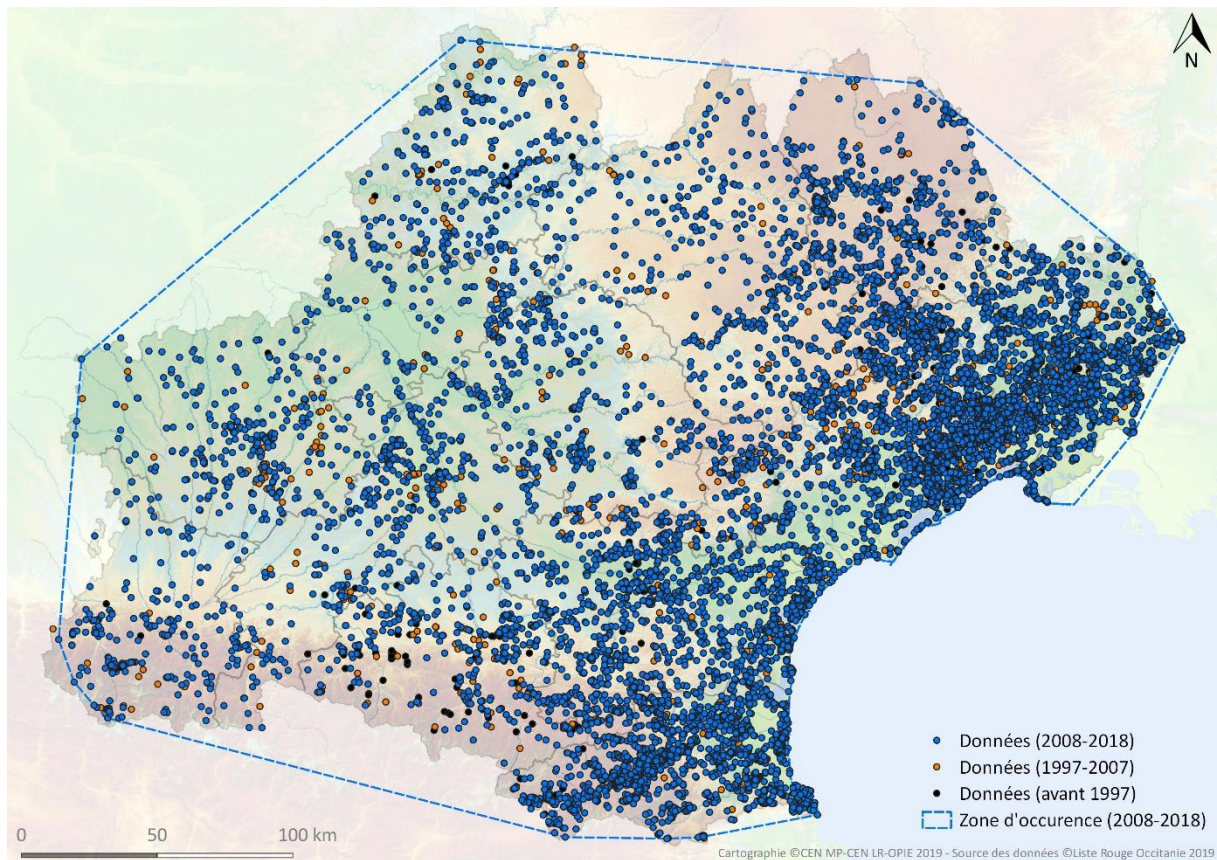 N
Données (2008-2018)
Données (1997-2007)
Données (avant 1997)
Zone d'occurence (2008-2018)
0 50 100 km
Cartographie ©CEN MP-CEN LR-OPIE 2019 - Source des données ©Liste Rouge Occitanie 2019